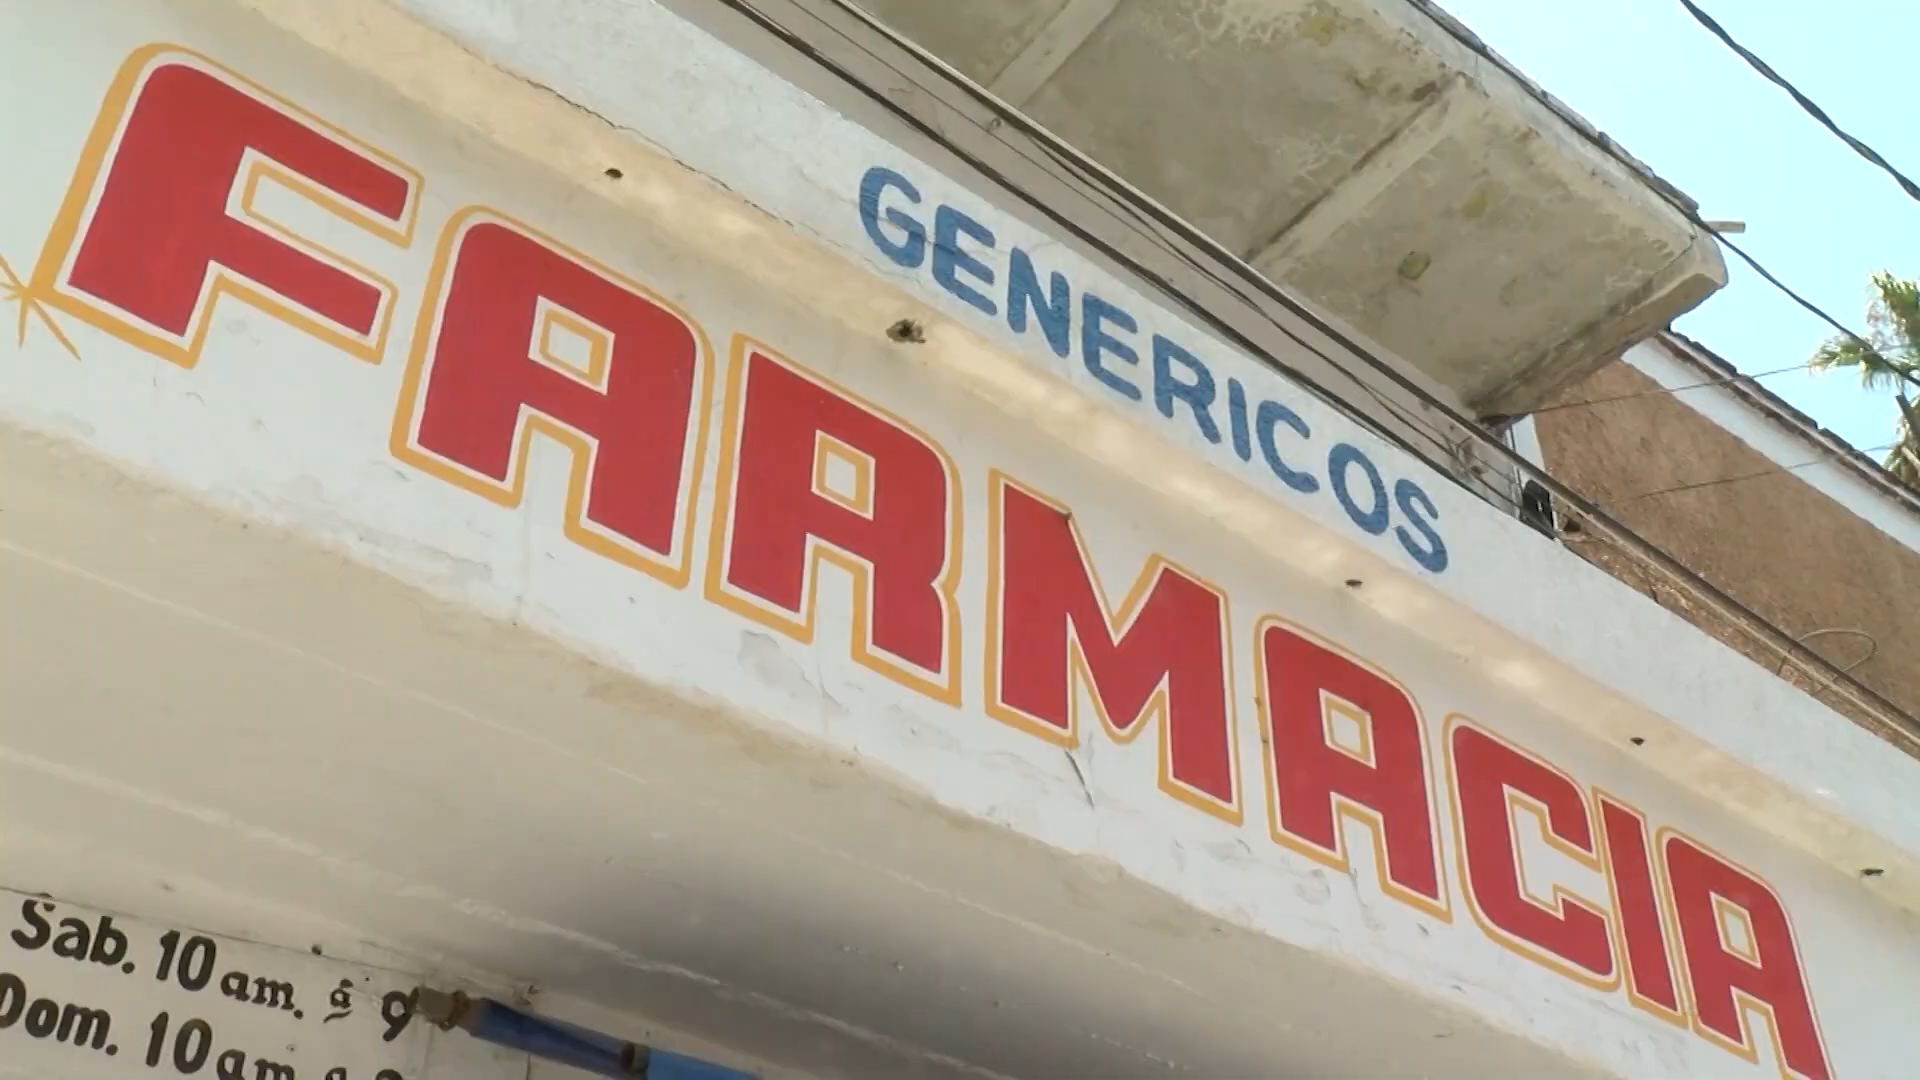 GENERICOS
FARMACIA
Sab. 10 am. a 9
Dom. 10 am a